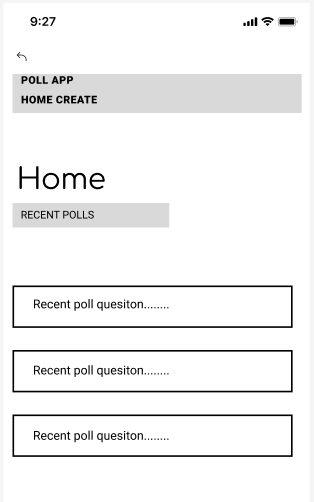 9:27
POLL APP
HOME CREATE
Home
RECENT POLLS
Recent poll quesiton........
Recent poll quesiton........
Recent poll quesiton........